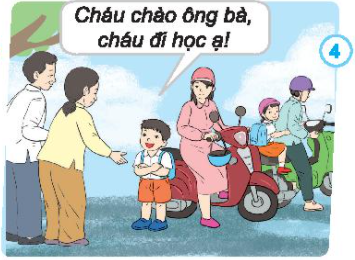 Cháu chào ông bà,
cháu đi học ạ!
4